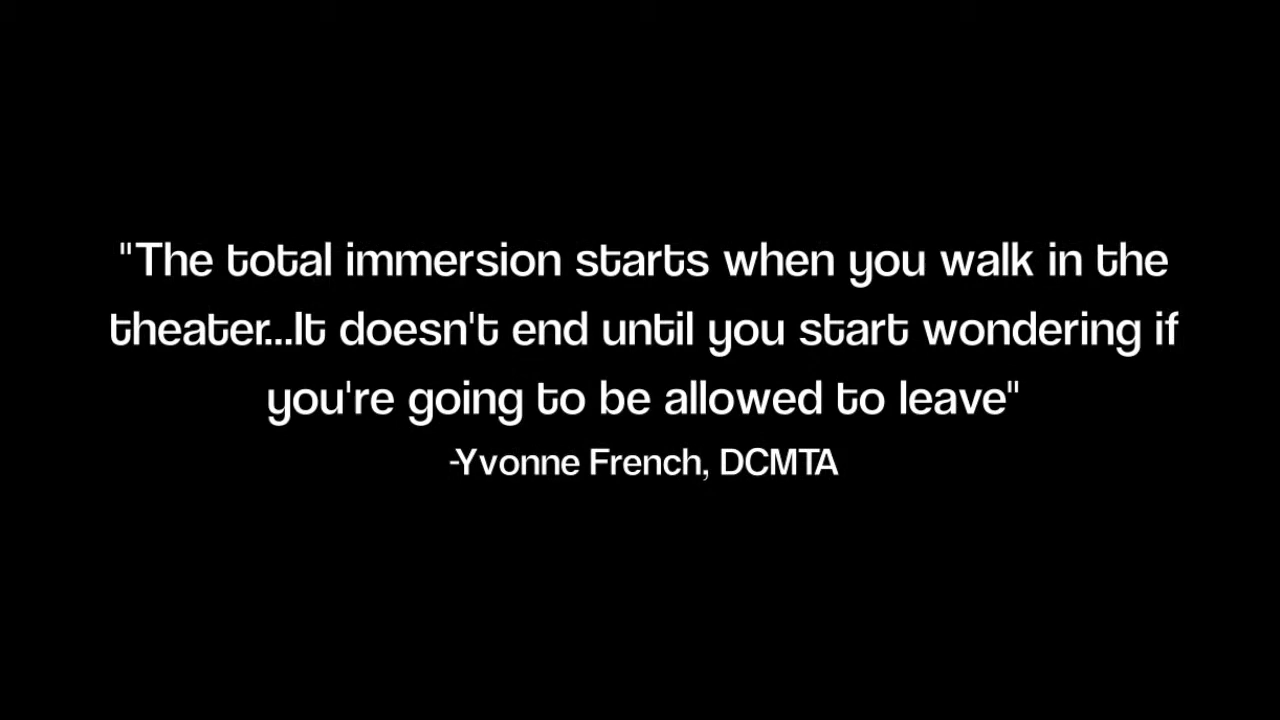 "The total immersion starts when you walk in the
theater...It doesn't end until you start wondering if
you're going to be allowed to leave"
-Yvonne French, DCMTA